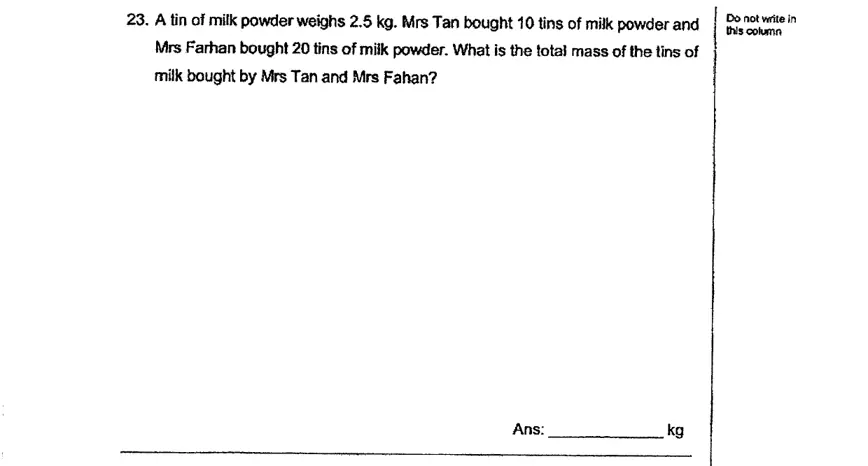 23. A tin of milk powder weighs 2.5 kg. Mrs Tan bought 10 tins of milk powder and
Mrs Farhan bought 20 tins of milk powder. What is the total mass of the tins of
milk bought by Mrs Tan and Mrs Fahan?
Do not write in
this column
Ans: ____________ kg